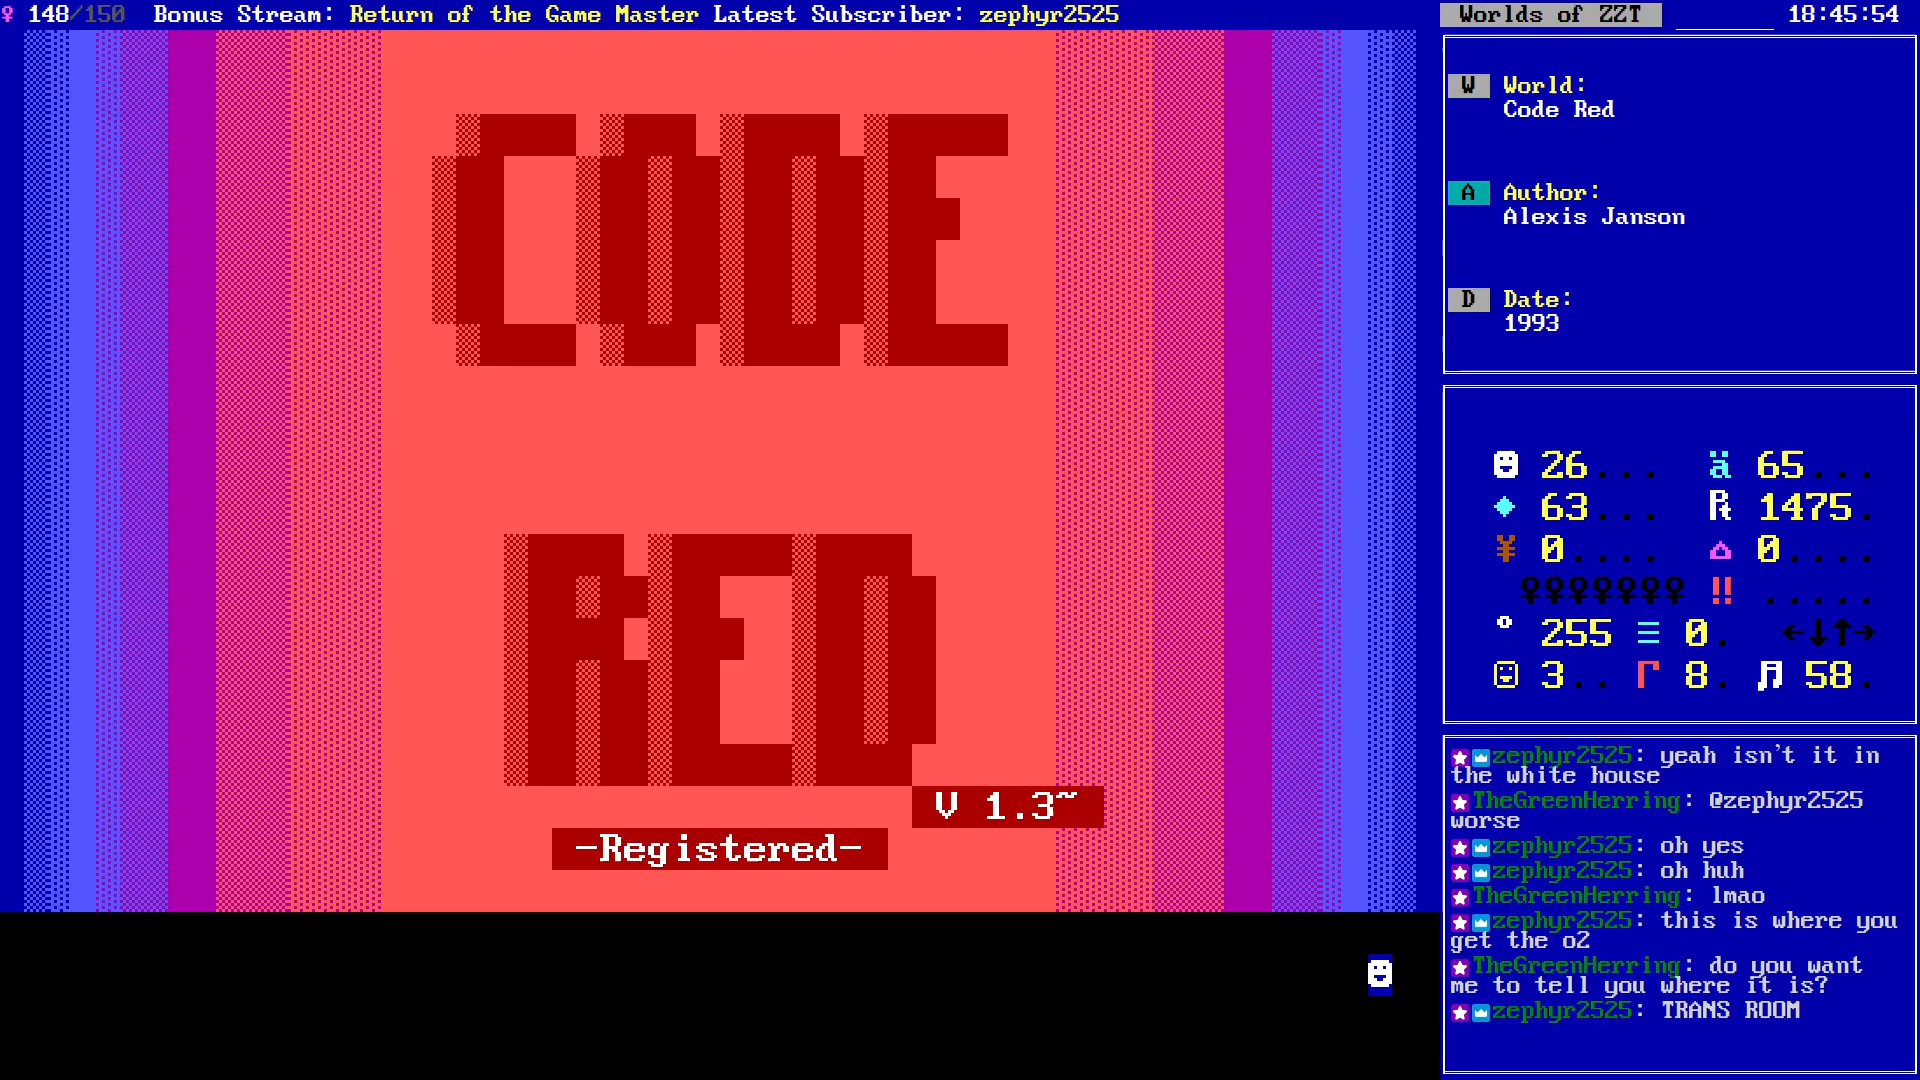 ♀ 148/150 Bonus Stream: Return of the Game Master Latest Subscriber: zephyr2525
Worlds of ZZT 18:45:54
CODE
RED
V 1.3~
-Registered-
W World:
Code Red
A Author:
Alexis Janson
D Date:
1993
26... ä 65...
63... ℞ 1475.
¥ 0.... 0....
♀♀♀♀♀♀♀ ‼ .....
° 255 ≡ 0. ←↓↑→
3.. Γ 8. ♫ 58.
zephyr2525: yeah isn't it in
the white house
TheGreenHerring: @zephyr2525
worse
zephyr2525: oh yes
zephyr2525: oh huh
TheGreenHerring: lmao
zephyr2525: this is where you
get the o2
TheGreenHerring: do you want
me to tell you where it is?
zephyr2525: TRANS ROOM